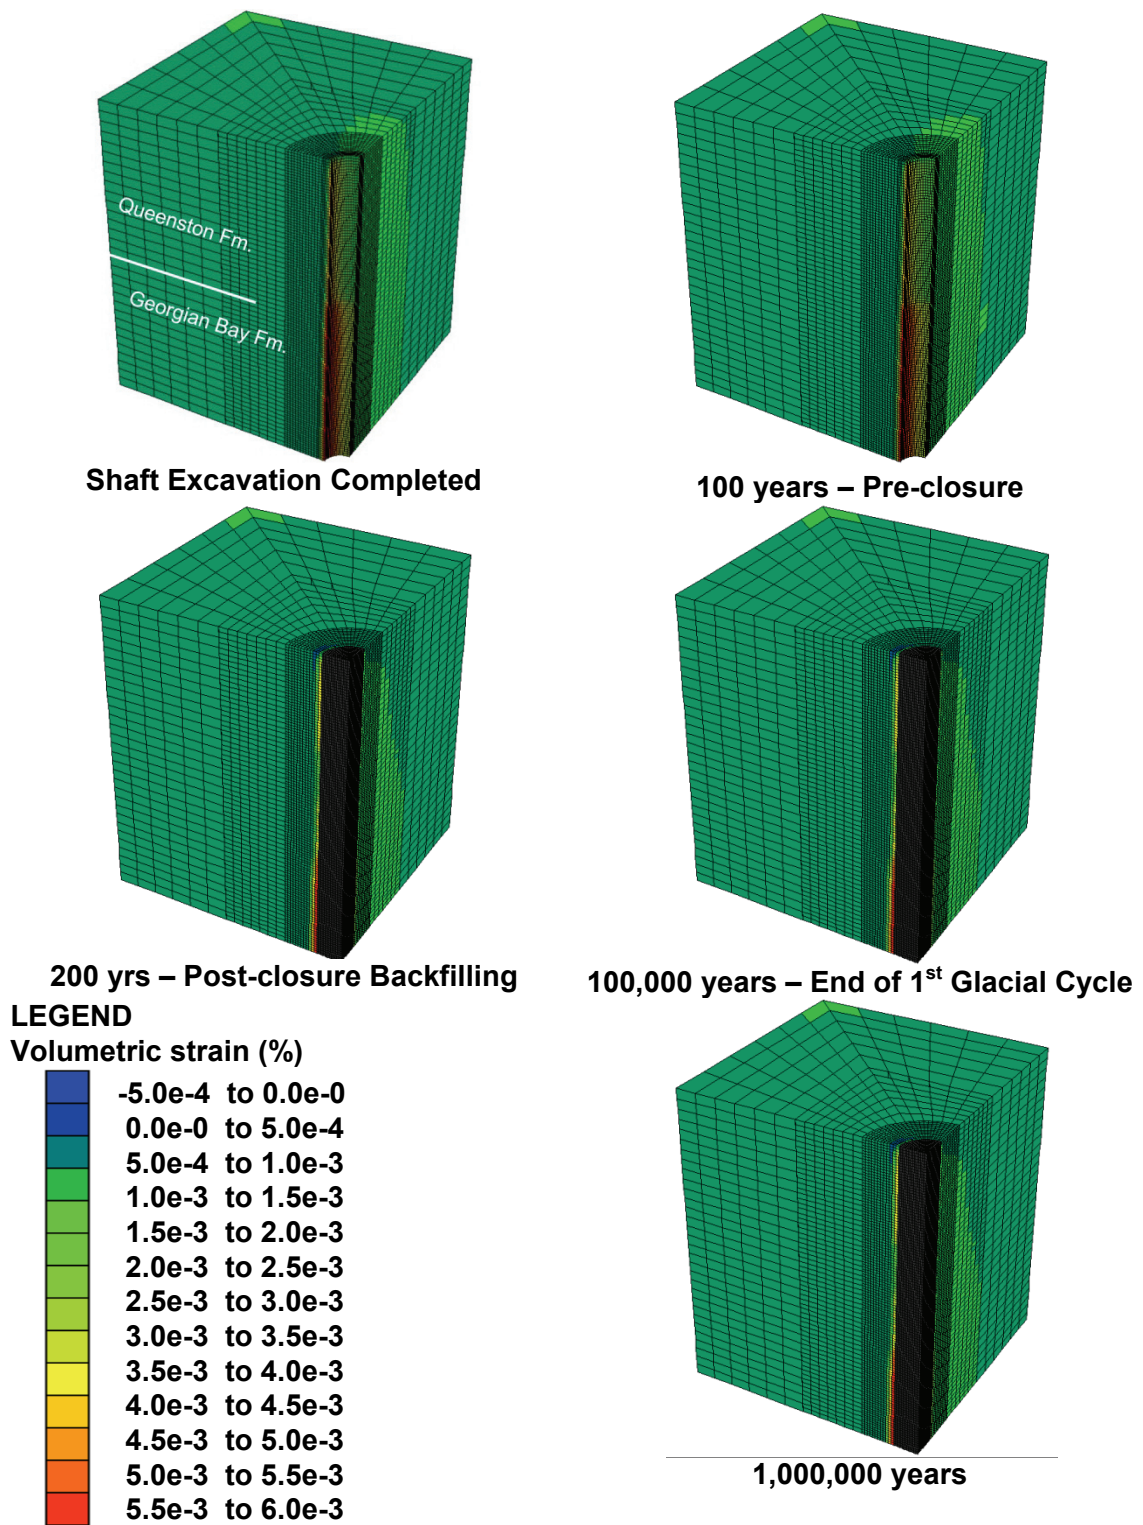 Queenston Fm.
Georgian Bay Fm.
Shaft Excavation Completed
100 years – Pre-closure
200 yrs – Post-closure Backfilling
100,000 years – End of 1st Glacial Cycle
LEGEND
Volumetric strain (%)
-5.0e-4 to 0.0e-0
0.0e-0 to 5.0e-4
5.0e-4 to 1.0e-3
1.0e-3 to 1.5e-3
1.5e-3 to 2.0e-3
2.0e-3 to 2.5e-3
2.5e-3 to 3.0e-3
3.0e-3 to 3.5e-3
3.5e-3 to 4.0e-3
4.0e-3 to 4.5e-3
4.5e-3 to 5.0e-3
5.0e-3 to 5.5e-3
5.5e-3 to 6.0e-3
1,000,000 years